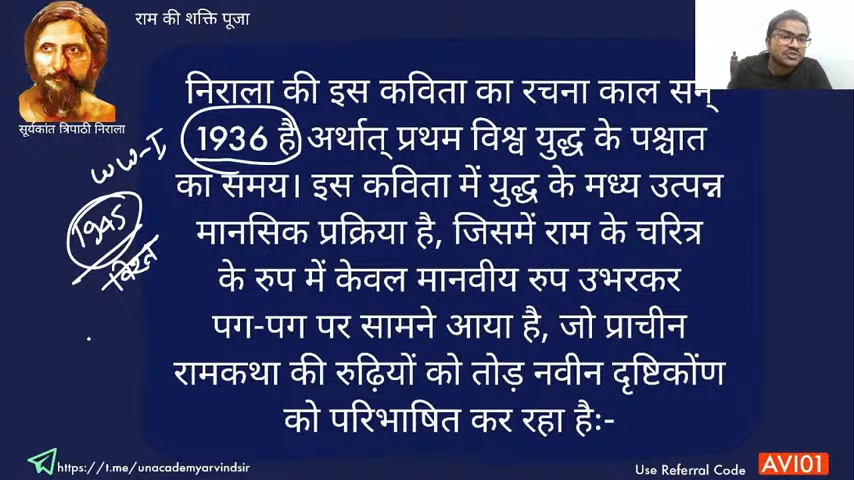 राम की शक्ति पूजा
सूर्यकांत त्रिपाठी निराला
निराला की इस कविता का रचना काल सन्
1936 है अर्थात् प्रथम विश्व युद्ध के पश्चात
का समय। इस कविता में युद्ध के मध्य उत्पन्न
मानसिक प्रक्रिया है, जिसमें राम के चरित्र
के रुप में केवल मानवीय रुप उभरकर
पग-पग पर सामने आया है, जो प्राचीन
रामकथा की रुढ़ियों को तोड़ नवीन दृष्टिकोंण
को परिभाषित कर रहा हैः-
WW-I
1945
https://t.me/unacademyarvindsir
Use Referral Code AVI01